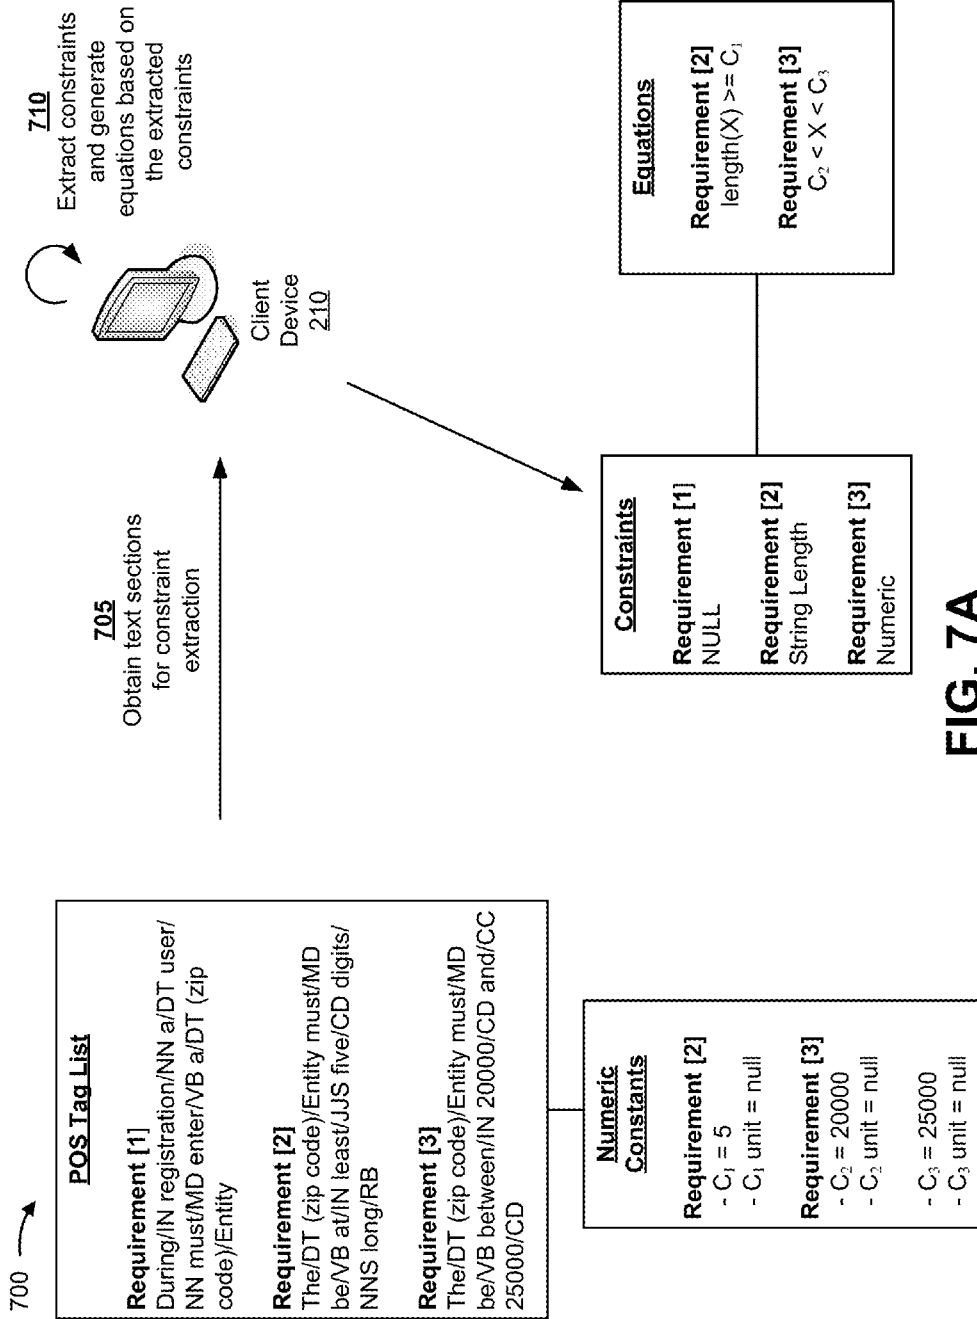 700
POS Tag List
Requirement [1]
During/IN registration/NN a/DT user/
NN must/MD enter/VB a/DT (zip
code)/Entity
Requirement [2]
The/DT (zip code)/Entity must/MD
be/VB at/IN least/JJS five/CD digits/
NNS long/RB
Requirement [3]
The/DT (zip code)/Entity must/MD
be/VB between/IN 20000/CD and/CC
25000/CD
Numeric
Constants
Requirement [2]
- C₁ = 5
- C₁ unit = null
Requirement [3]
- C₂ = 20000
- C₂ unit = null
- C₃ = 25000
- C₃ unit = null
705
Obtain text sections
for constraint
extraction
710
Extract constraints
and generate
equations based on
the extracted
constraints
Client
Device
210
Constraints
Requirement [1]
NULL
Requirement [2]
String Length
Requirement [3]
Numeric
Equations
Requirement [2]
length(X) >= C₁
Requirement [3]
C₂ < X < C₃
FIG. 7A